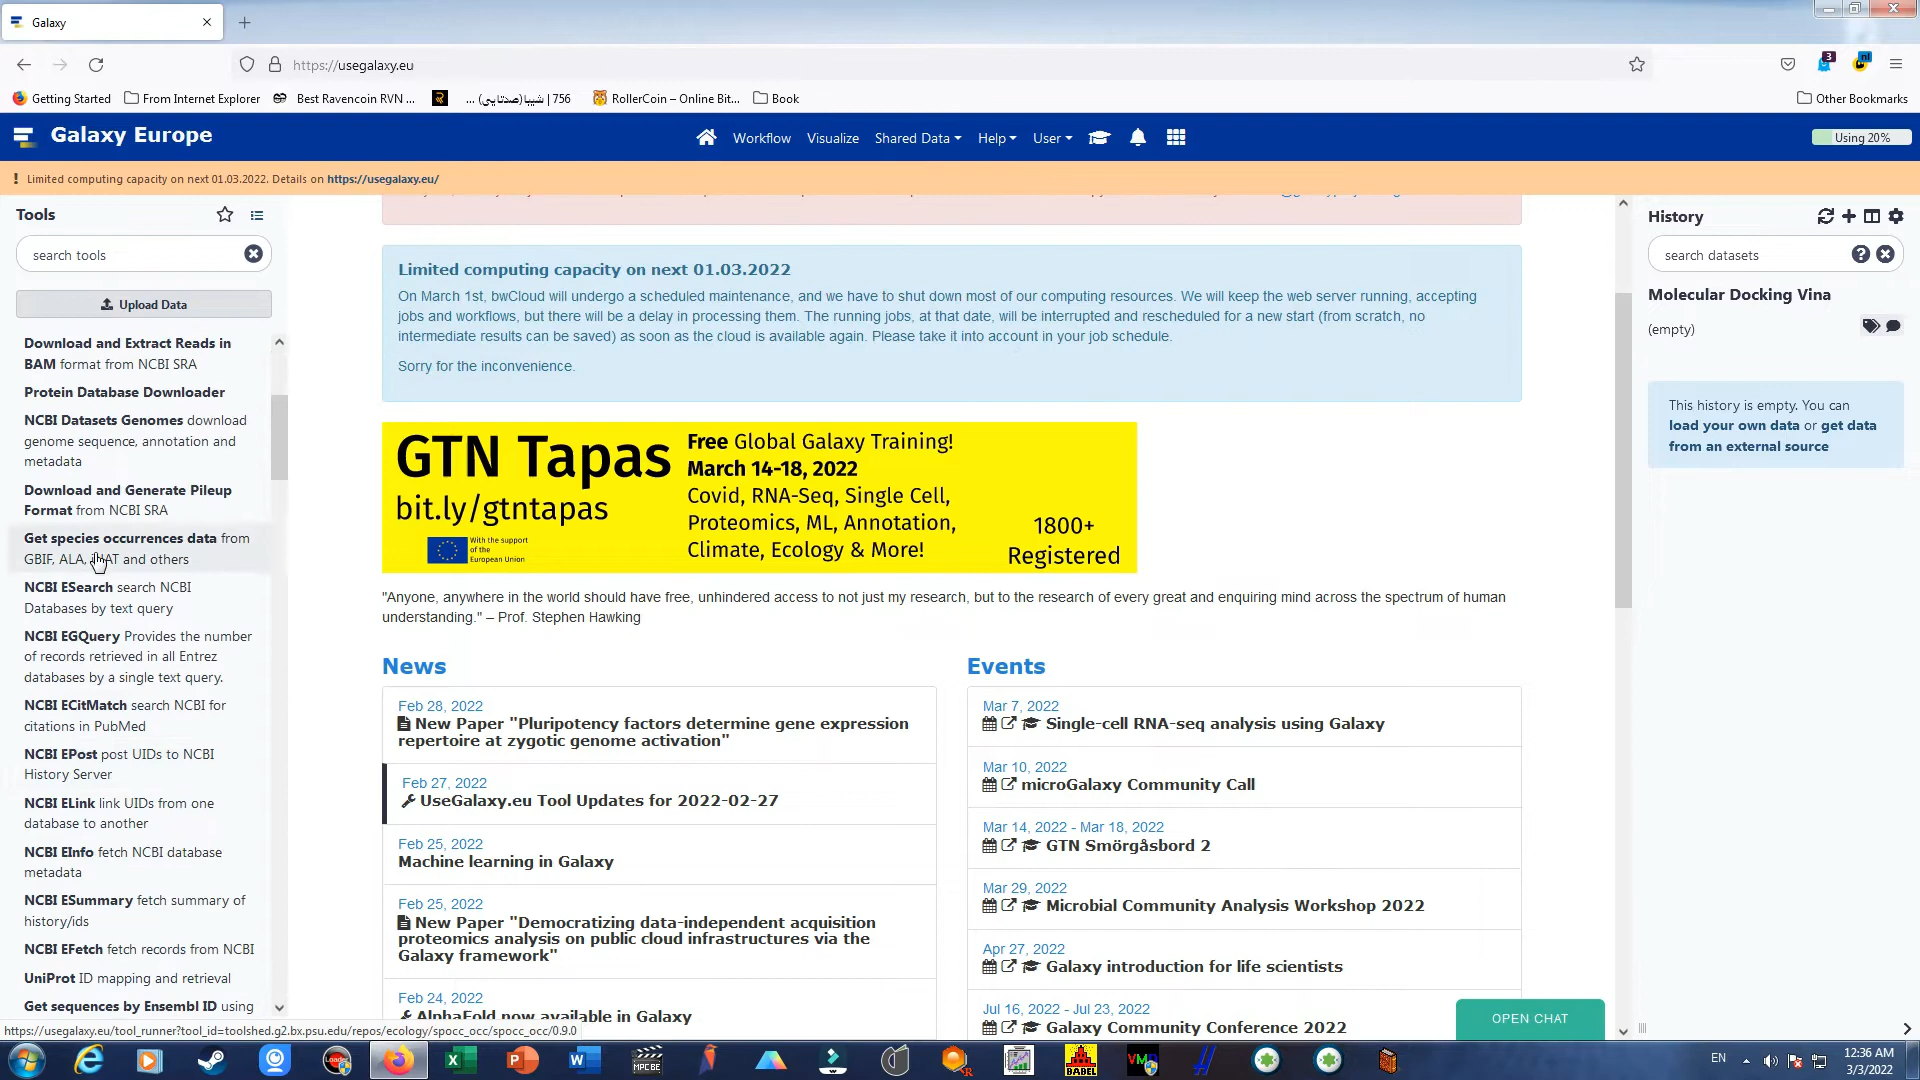 Galaxy
https://usegalaxy.eu
Getting Started
From Internet Explorer
Best Ravencoin RVN ...
... شیبا(صدتایی) | 756
RollerCoin – Online Bit...
Book
Other Bookmarks
3
nl
Galaxy Europe
Workflow
Visualize
Shared Data
Help
User
Using 20%
Limited computing capacity on next 01.03.2022. Details on https://usegalaxy.eu/
Tools
search tools
Upload Data
Download and Extract Reads in
BAM format from NCBI SRA
Protein Database Downloader
NCBI Datasets Genomes download
genome sequence, annotation and
metadata
Download and Generate Pileup
Format from NCBI SRA
Get species occurrences data from
GBIF, ALA, iNAT and others
NCBI ESearch search NCBI
Databases by text query
NCBI EGQuery Provides the number
of records retrieved in all Entrez
databases by a single text query.
NCBI ECitMatch search NCBI for
citations in PubMed
NCBI EPost post UIDs to NCBI
History Server
NCBI ELink link UIDs from one
database to another
NCBI EInfo fetch NCBI database
metadata
NCBI ESummary fetch summary of
history/ids
NCBI EFetch fetch records from NCBI
UniProt ID mapping and retrieval
Get sequences by Ensembl ID using
https://usegalaxy.eu/tool_runner?tool_id=toolshed.g2.bx.psu.edu/repos/ecology/spocc_occ/spocc_occ/0.9.0
Limited computing capacity on next 01.03.2022
On March 1st, bwCloud will undergo a scheduled maintenance, and we have to shut down most of our computing resources. We will keep the web server running, accepting
jobs and workflows, but there will be a delay in processing them. The running jobs, at that date, will be interrupted and rescheduled for a new start (from scratch, no
intermediate results can be saved) as soon as the cloud is available again. Please take it into account in your job schedule.
Sorry for the inconvenience.
GTN Tapas
bit.ly/gtntapas
With the support
of the
European Union
Free Global Galaxy Training!
March 14-18, 2022
Covid, RNA-Seq, Single Cell,
Proteomics, ML, Annotation,
Climate, Ecology & More!
1800+
Registered
"Anyone, anywhere in the world should have free, unhindered access to not just my research, but to the research of every great and enquiring mind across the spectrum of human
understanding." – Prof. Stephen Hawking
News
Feb 28, 2022
New Paper "Pluripotency factors determine gene expression
repertoire at zygotic genome activation"
Feb 27, 2022
UseGalaxy.eu Tool Updates for 2022-02-27
Feb 25, 2022
Machine learning in Galaxy
Feb 25, 2022
New Paper "Democratizing data-independent acquisition
proteomics analysis on public cloud infrastructures via the
Galaxy framework"
Feb 24, 2022
AlphaFold now available in Galaxy
Events
Mar 7, 2022
Single-cell RNA-seq analysis using Galaxy
Mar 10, 2022
microGalaxy Community Call
Mar 14, 2022 - Mar 18, 2022
GTN Smörgåsbord 2
Mar 29, 2022
Microbial Community Analysis Workshop 2022
Apr 27, 2022
Galaxy introduction for life scientists
Jul 16, 2022 - Jul 23, 2022
Galaxy Community Conference 2022
OPEN CHAT
History
search datasets
Molecular Docking Vina
(empty)
This history is empty. You can
load your own data or get data
from an external source
MPC BE
BABEL
VMD
EN
12:36 AM
3/3/2022